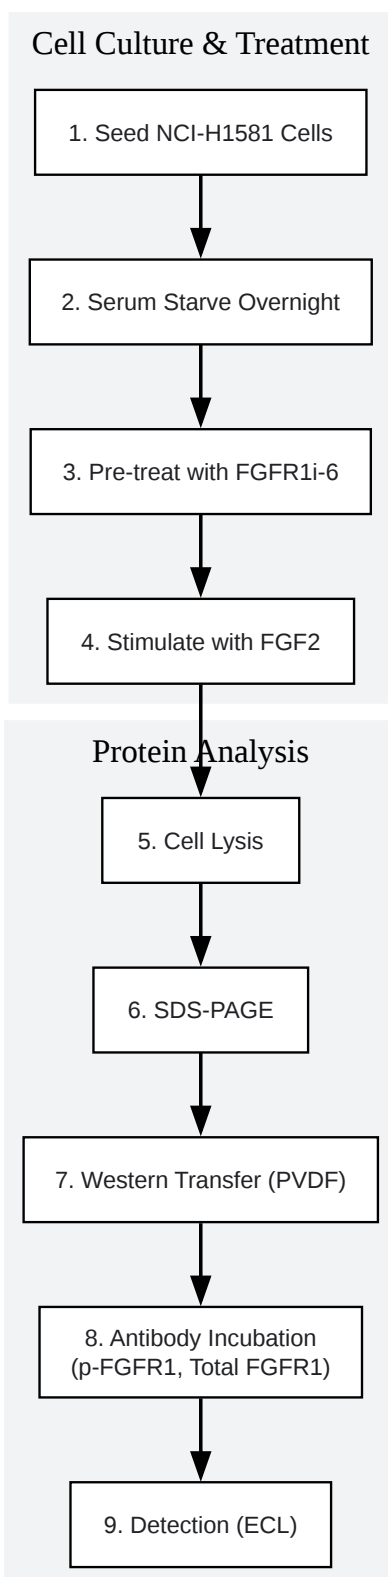 Cell Culture & Treatment
1. Seed NCI-H1581 Cells
2. Serum Starve Overnight
3. Pre-treat with FGFR1i-6
4. Stimulate with FGF2
Protein Analysis
5. Cell Lysis
6. SDS-PAGE
7. Western Transfer (PVDF)
8. Antibody Incubation
(p-FGFR1, Total FGFR1)
9. Detection (ECL)